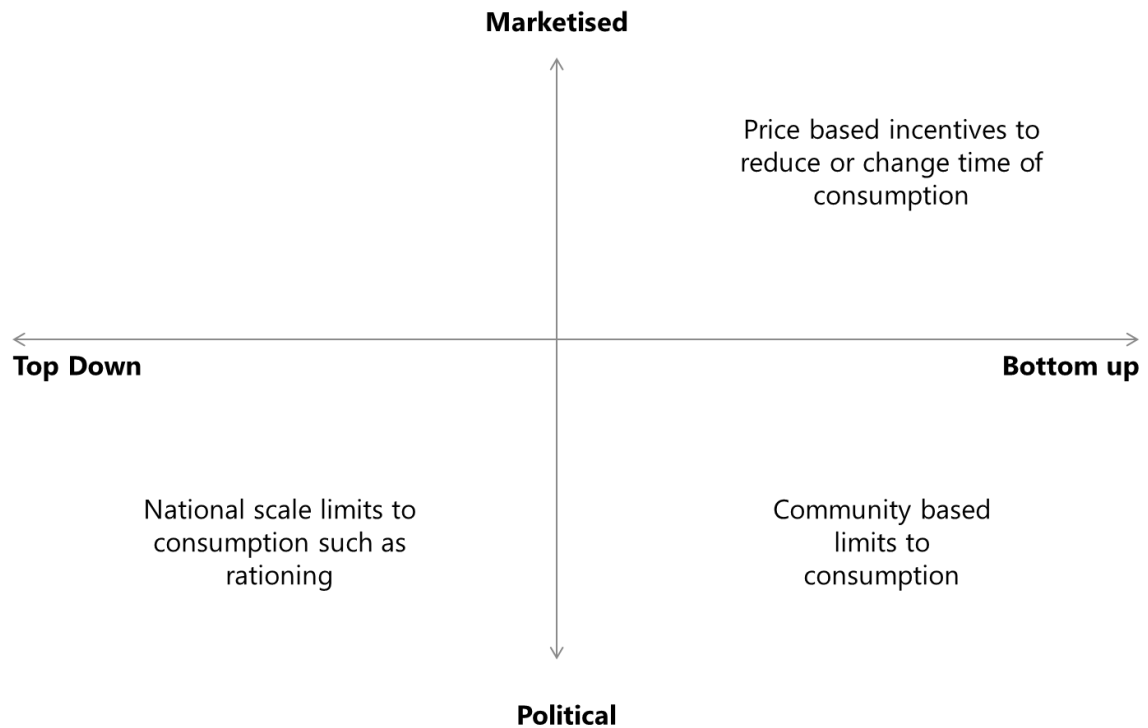 Marketised
Price based incentives to
reduce or change time of
consumption
Top Down
Bottom up
National scale limits to
consumption such as
rationing
Community based
limits to
consumption
Political